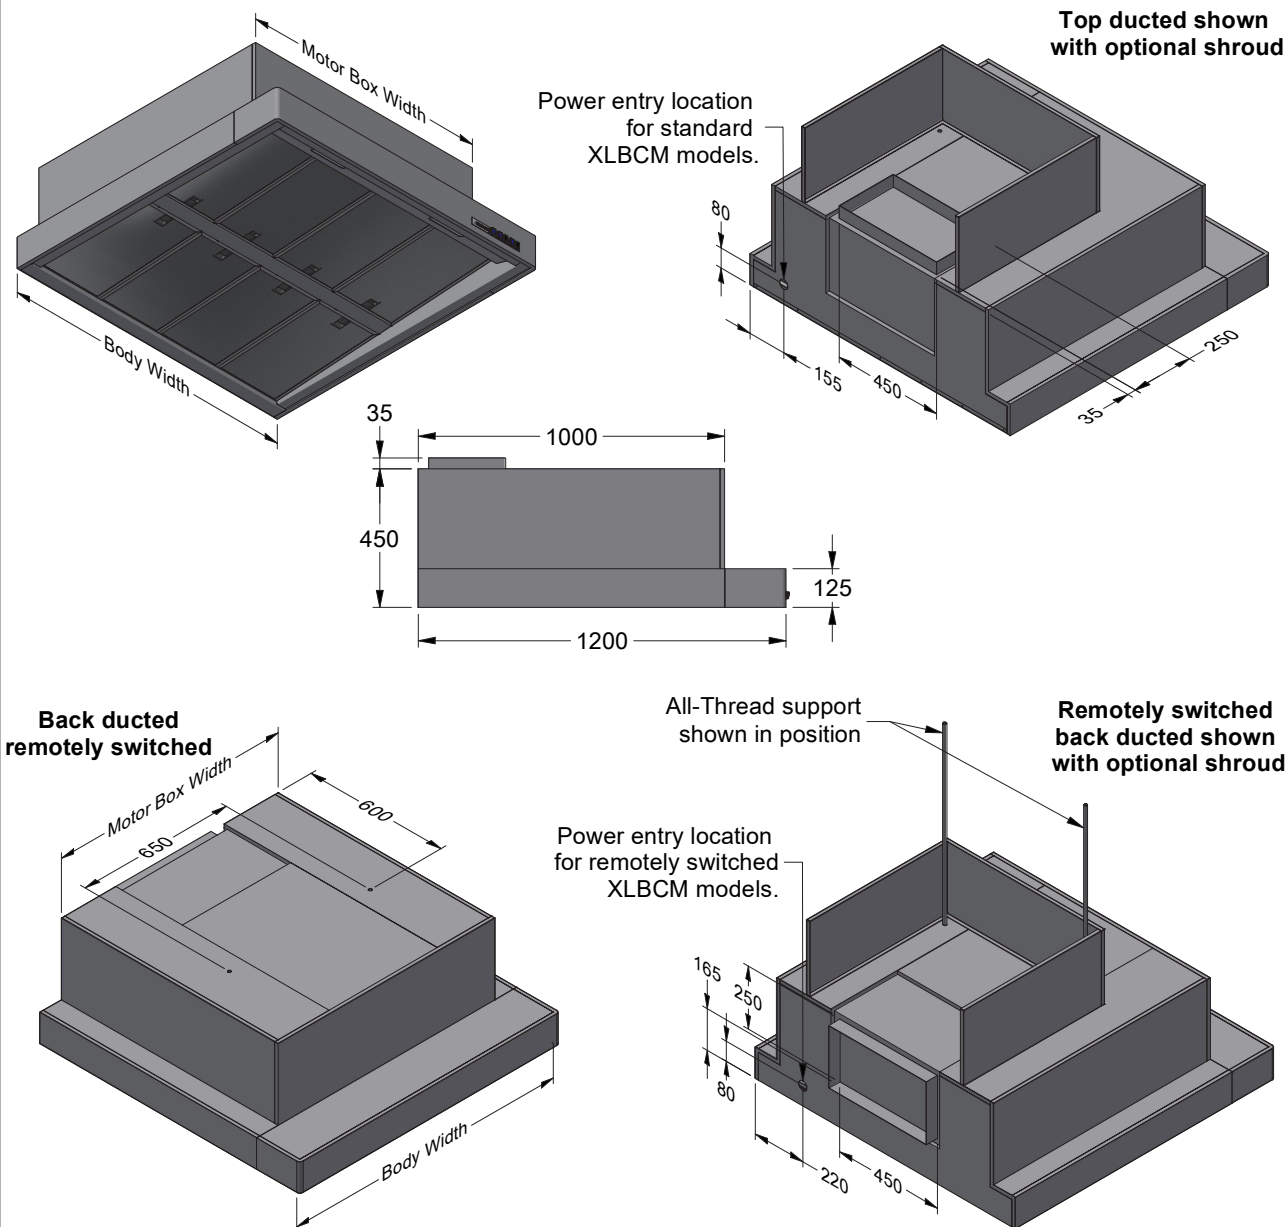 Motor Box Width
Body Width
Top ducted shown
with optional shroud
Power entry location
for standard
XLBCM models.
80
155
450
35
250
35
1000
450
125
1200
Back ducted
remotely switched
Motor Box Width
650
600
Body Width
All-Thread support
shown in position
Remotely switched
back ducted shown
with optional shroud
Power entry location
for remotely switched
XLBCM models.
165
250
80
220
450